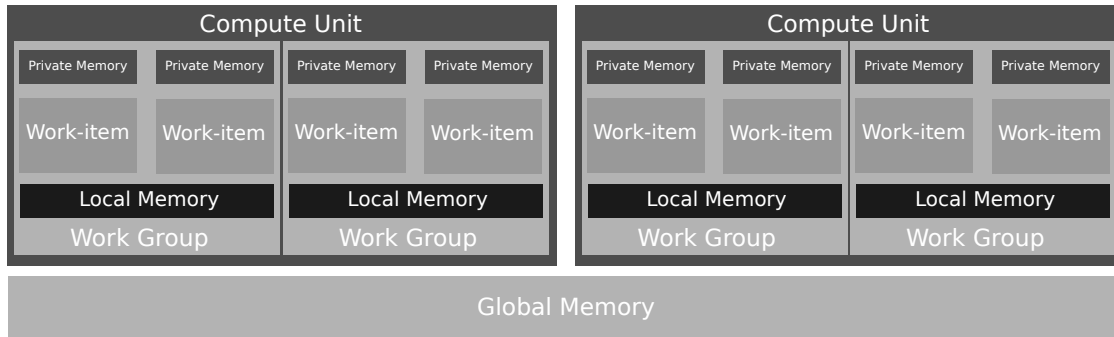 Compute Unit
Private Memory Private Memory Private Memory Private Memory
Work-item Work-item Work-item Work-item
Local Memory Local Memory
Work Group Work Group
Compute Unit
Private Memory Private Memory Private Memory Private Memory
Work-item Work-item Work-item Work-item
Local Memory Local Memory
Work Group Work Group
Global Memory